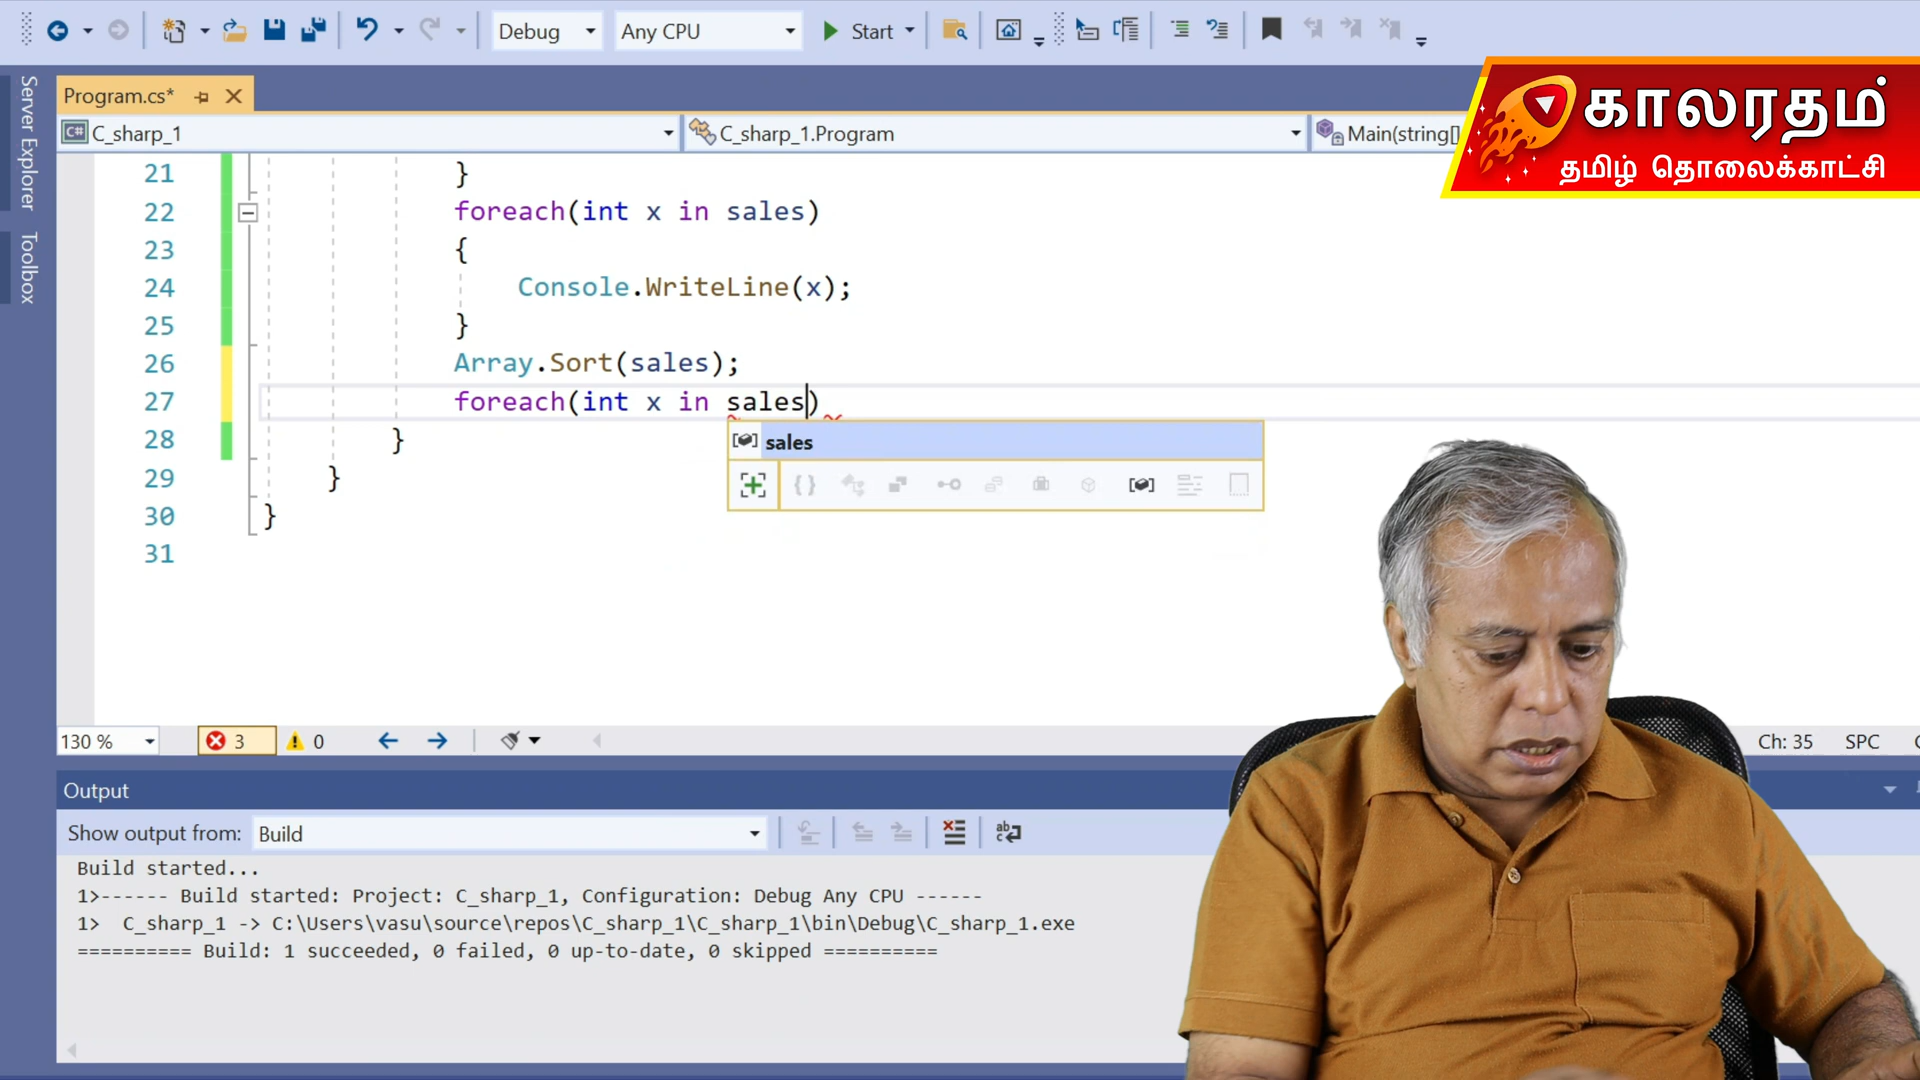 Debug
Any CPU
Start
Server Explorer
Toolbox
Program.cs*
C# C_sharp_1
C_sharp_1.Program
Main(string[]
காலரதம்
தமிழ் தொலைக்காட்சி
21 }
22 foreach(int x in sales)
23 {
24 Console.WriteLine(x);
25 }
26 Array.Sort(sales);
27 foreach(int x in sales)
sales
28 }
29 }
30 }
31
130 %
3
0
Ch: 35
SPC
Output
Show output from: Build
Build started...
1>------ Build started: Project: C_sharp_1, Configuration: Debug Any CPU ------
1>  C_sharp_1 -> C:\Users\vasu\source\repos\C_sharp_1\C_sharp_1\bin\Debug\C_sharp_1.exe
========== Build: 1 succeeded, 0 failed, 0 up-to-date, 0 skipped ==========